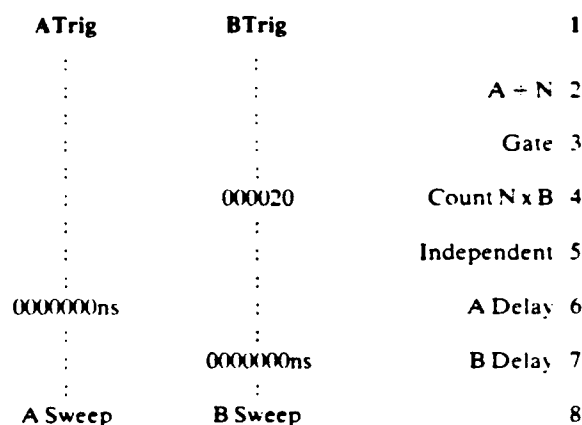 ATrig BTrig 1
: :
: : A ÷ N 2
: :
: : Gate 3
: :
: 000020 Count N x B 4
: :
: : Independent 5
: :
0000000ns : A Delay 6
: :
: 0000000ns B Delay 7
: :
A Sweep B Sweep 8